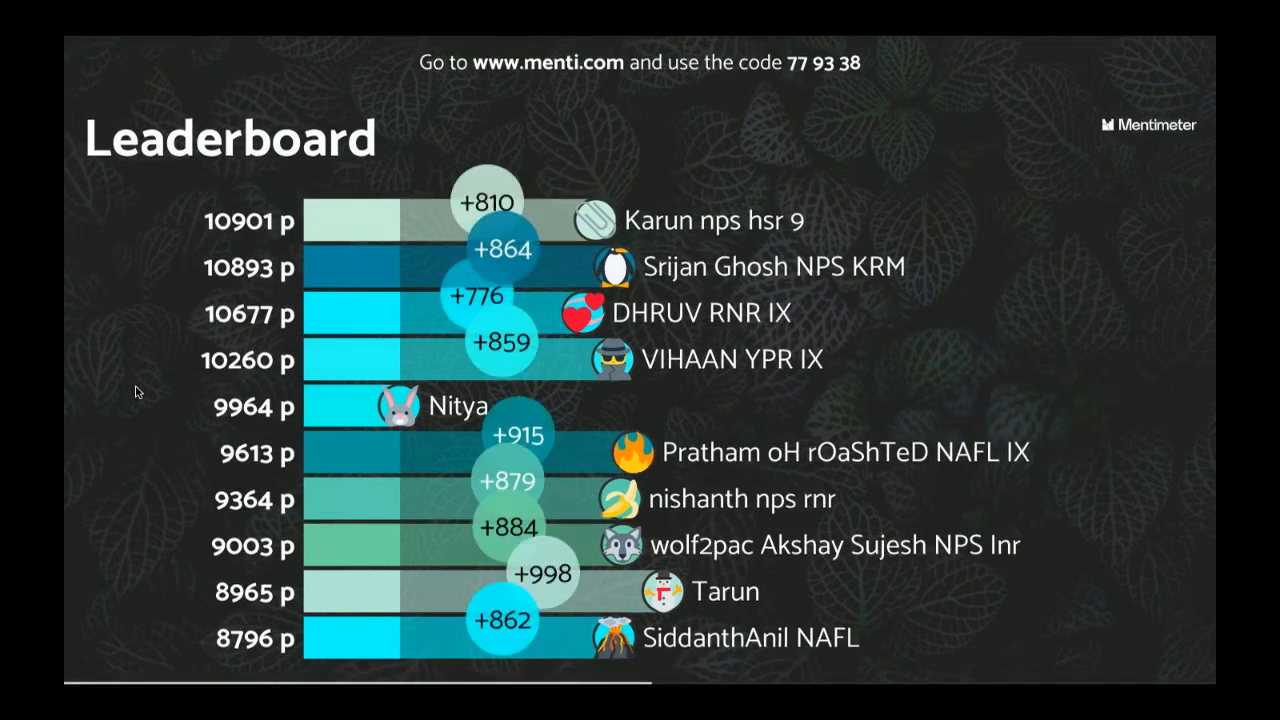 Go to www.menti.com and use the code 77 93 38
Leaderboard
Mentimeter
+810
10901 p Karun nps hsr 9
+864
10893 p Srijan Ghosh NPS KRM
+776
10677 p DHRUV RNR IX
+859
10260 p VIHAAN YPR IX
9964 p Nitya
+915
9613 p Pratham oH rOaShTeD NAFL IX
+879
9364 p nishanth nps rnr
+884
9003 p wolf2pac Akshay Sujesh NPS Inr
+998
8965 p Tarun
+862
8796 p SiddanthAnil NAFL